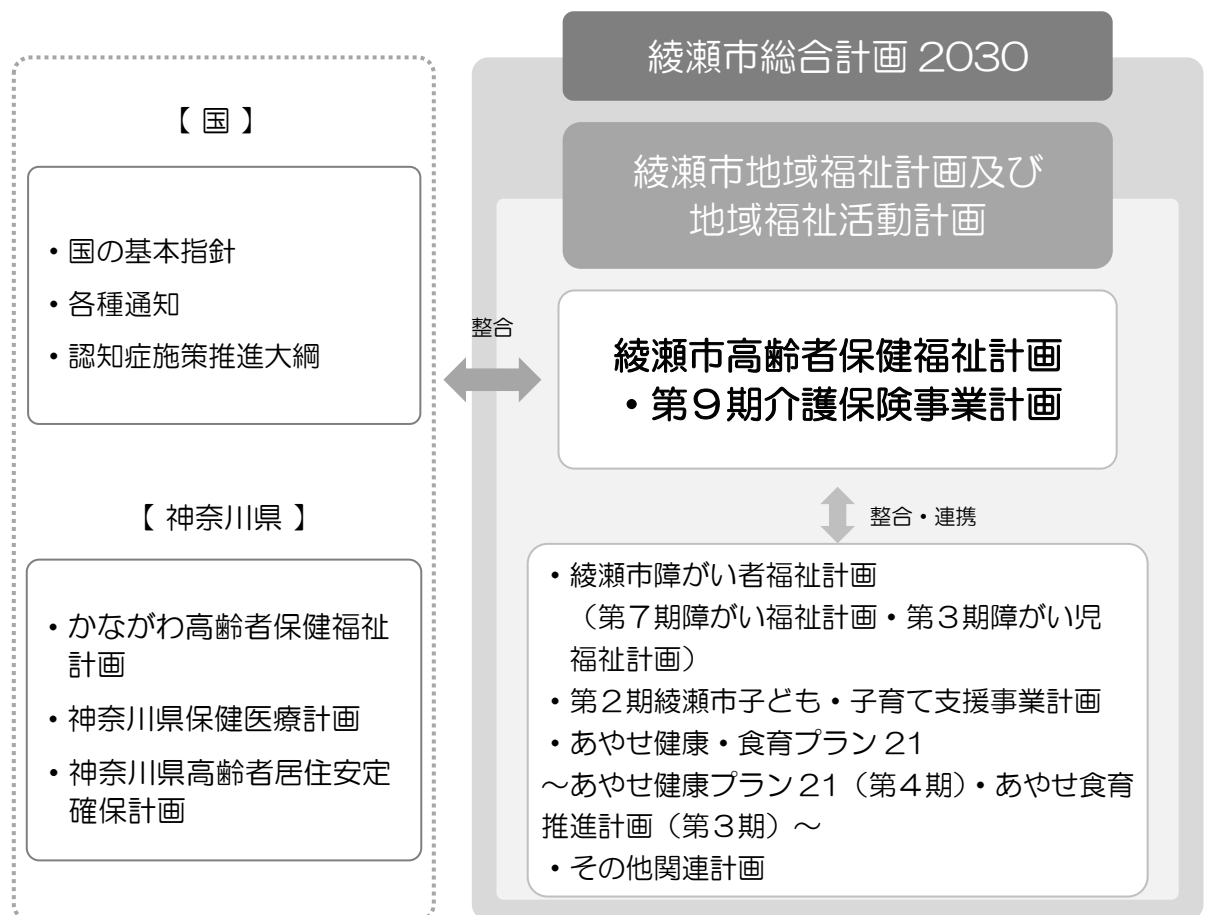 【 国 】
・国の基本指針
・各種通知
・認知症施策推進大綱
【 神奈川県 】
・かながわ高齢者保健福祉
計画
・神奈川県保健医療計画
・神奈川県高齢者居住安定
確保計画
整合
綾瀬市総合計画 2030
綾瀬市地域福祉計画及び
地域福祉活動計画
綾瀬市高齢者保健福祉計画
・第９期介護保険事業計画
整合・連携
・綾瀬市障がい者福祉計画
（第７期障がい福祉計画・第３期障がい児
福祉計画）
・第２期綾瀬市子ども・子育て支援事業計画
・あやせ健康・食育プラン 21
～あやせ健康プラン 21（第４期）・あやせ食育
推進計画（第３期）～
・その他関連計画